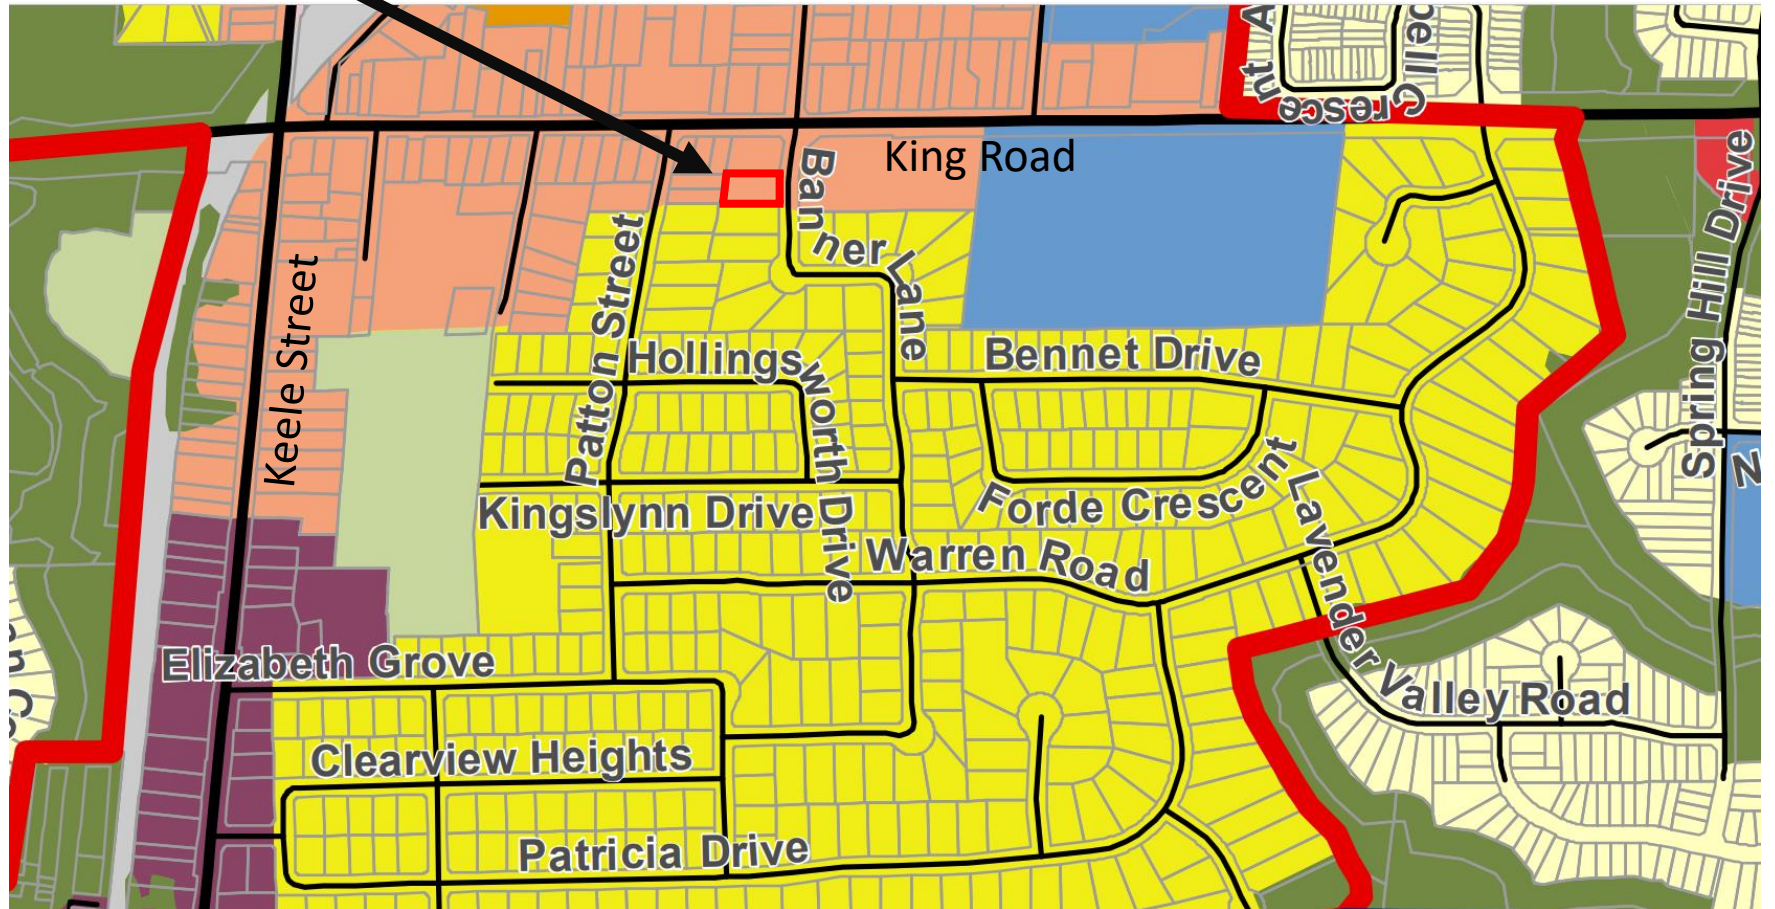 King Road
Banner Lane
Keele Street
Patton Street
Spring Hill Drive
Hollingsworth Drive
Bennet Drive
Kingslynn Drive
Forde Crescent
Warren Road
Lavender Valley Road
Elizabeth Grove
Clearview Heights
Patricia Drive